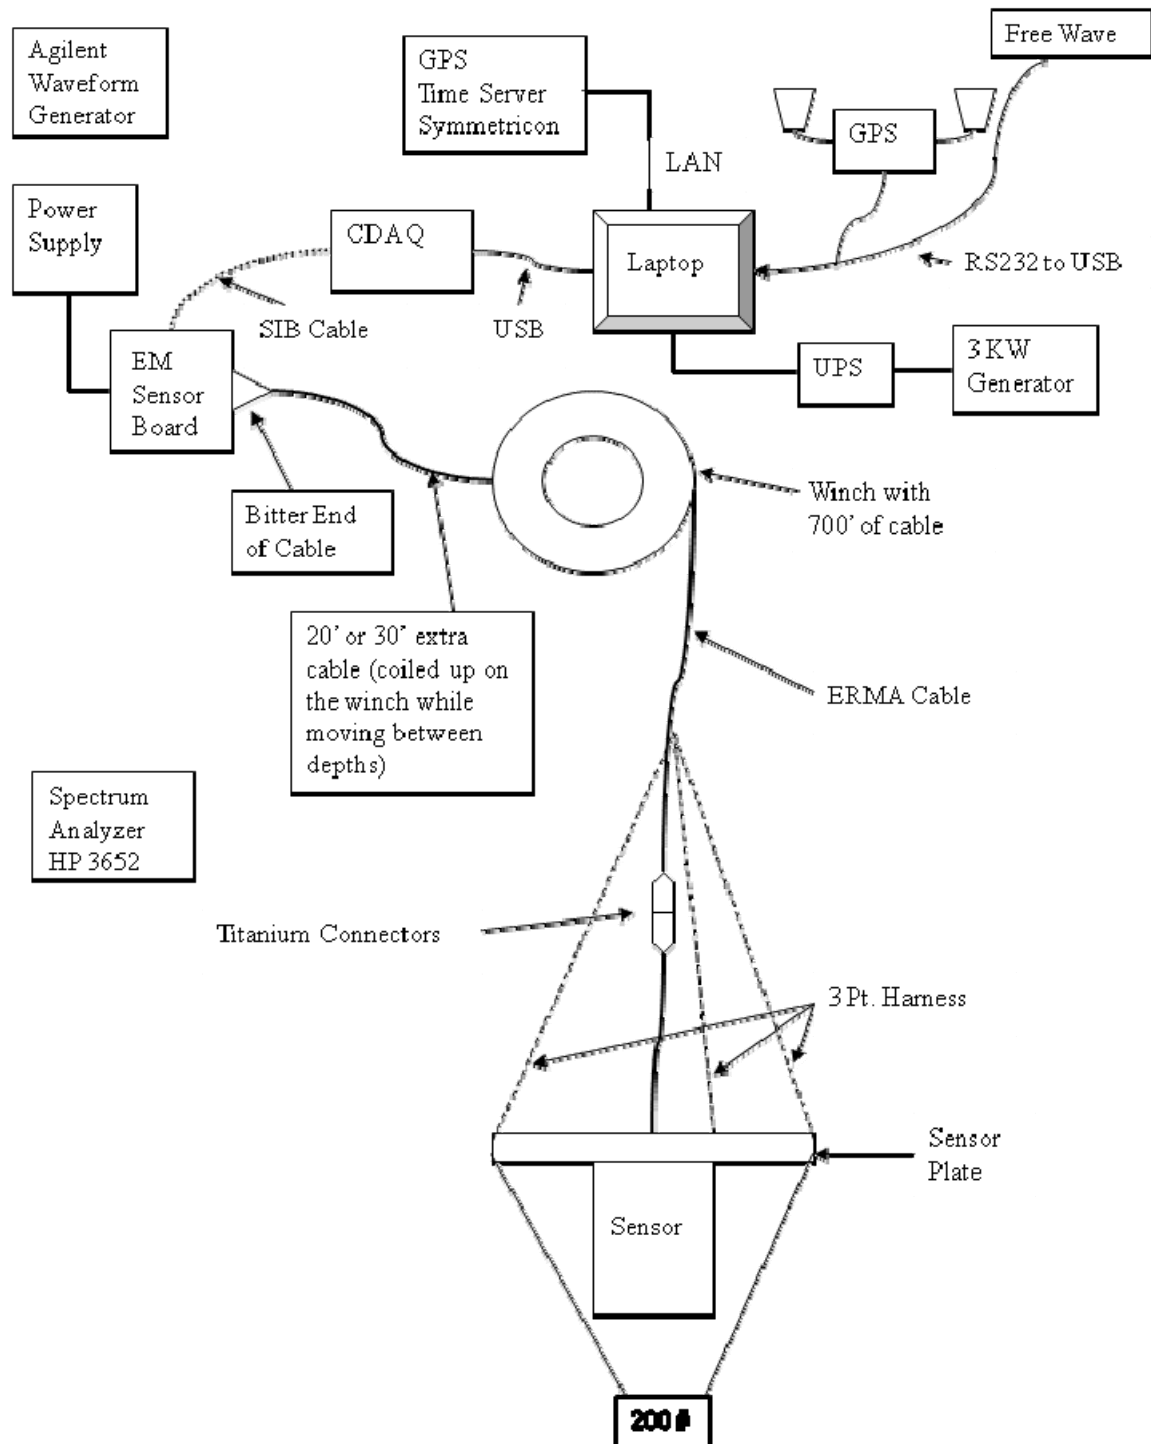 Agilent
Waveform
Generator
GPS
Time Server
Symmetricon
Free Wave
GPS
LAN
Power
Supply
CDAQ
Laptop
RS232 to USB
SIB Cable
USB
EM
Sensor
Board
UPS
3 KW
Generator
Bitter End
of Cable
Winch with
700' of cable
20' or 30' extra
cable (coiled up on
the winch while
moving between
depths)
ERMA Cable
Spectrum
Analyzer
HP 3652
Titanium Connectors
3 Pt. Harness
Sensor
Plate
Sensor
200 #